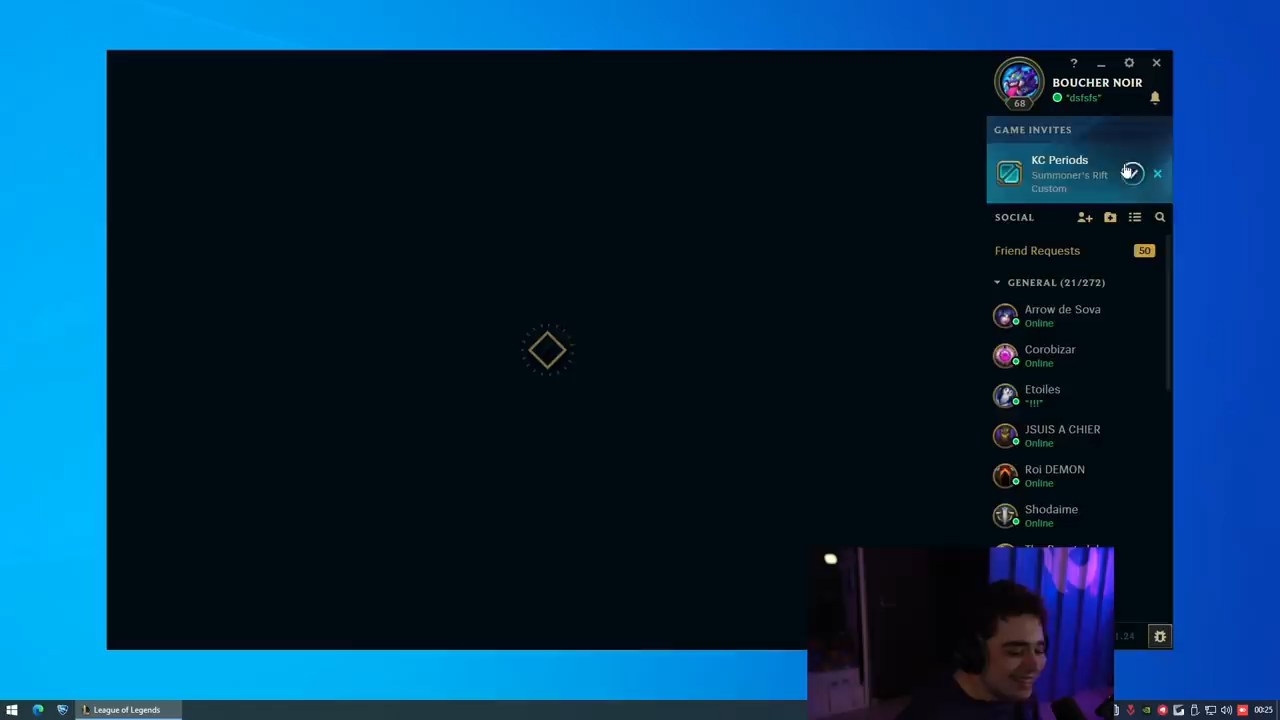 ?
BOUCHER NOIR
68
"dsfsfs"
GAME INVITES
KC Periods
Summoner's Rift
Custom
SOCIAL
Friend Requests
50
GENERAL (21/272)
Arrow de Sova
Online
Corobizar
Online
Etoiles
"!!!"
JSUIS A CHIER
Online
Roi DEMON
Online
Shodaime
Online
1.24
League of Legends
00:25